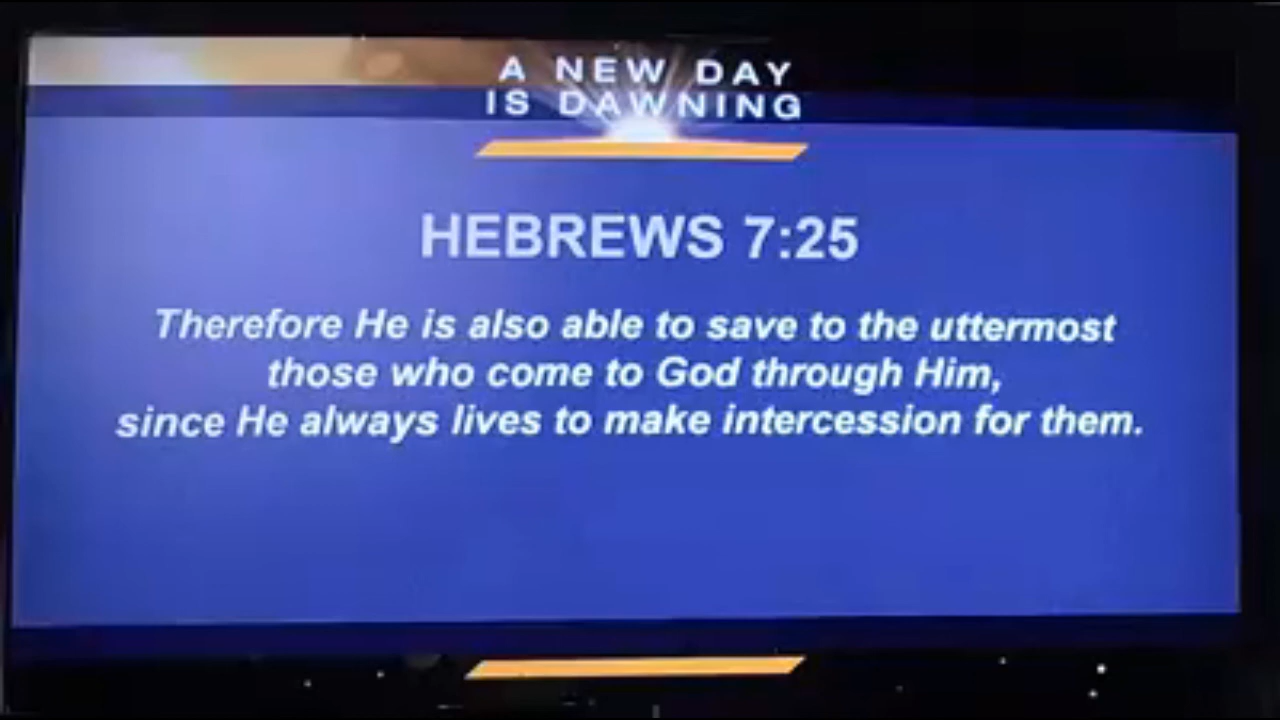 A NEW DAY
IS DAWNING
HEBREWS 7:25
Therefore He is also able to save to the uttermost
those who come to God through Him,
since He always lives to make intercession for them.